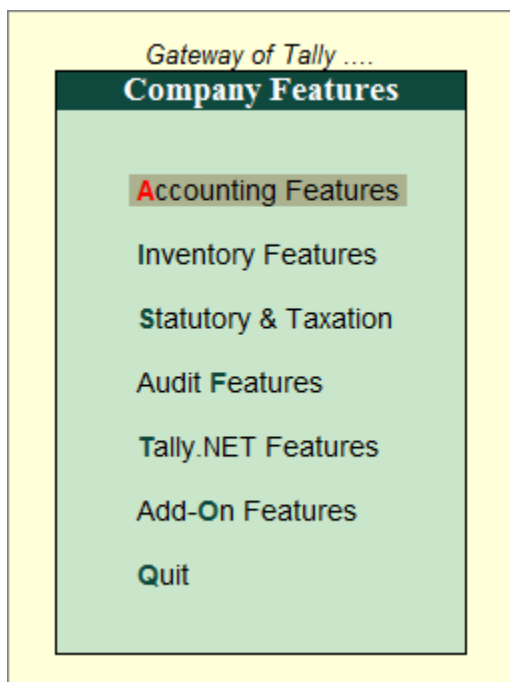 Gateway of Tally ....
Company Features
Accounting Features
Inventory Features
Statutory & Taxation
Audit Features
Tally.NET Features
Add-On Features
Quit